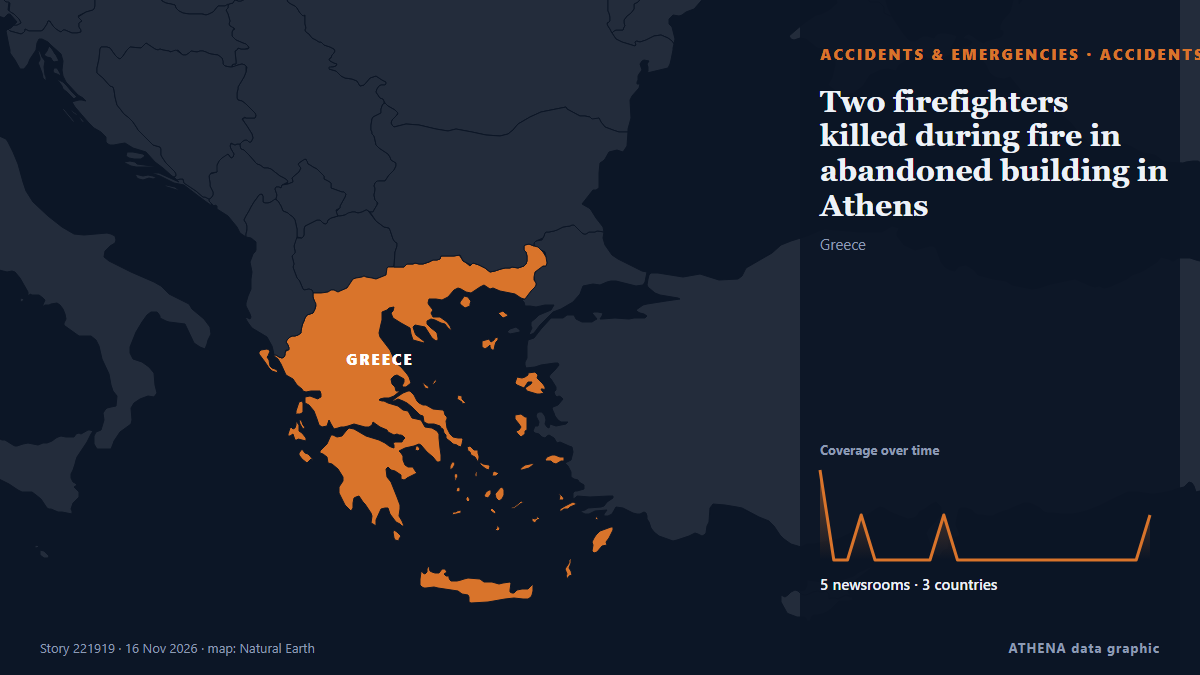 ACCIDENTS & EMERGENCIES · ACCIDENTS
Two firefighters
killed during fire in
abandoned building in
Athens
Greece
GREECE
Coverage over time
5 newsrooms · 3 countries
Story 221919 · 16 Nov 2026 · map: Natural Earth
ATHENA data graphic